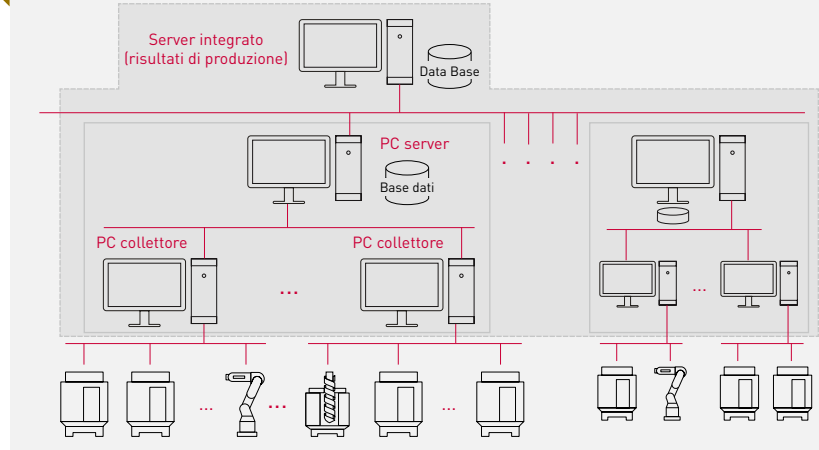 Server integrato
(risultati di produzione)
Data Base
PC server
Base dati
PC collettore
PC collettore
...
...
...
...
...